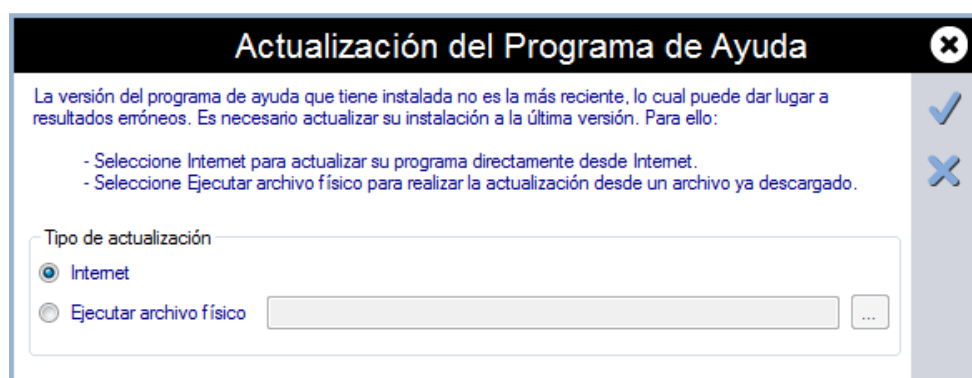 Actualización del Programa de Ayuda
La versión del programa de ayuda que tiene instalada no es la más reciente, lo cual puede dar lugar a
resultados erróneos. Es necesario actualizar su instalación a la última versión. Para ello:
- Seleccione Internet para actualizar su programa directamente desde Internet.
- Seleccione Ejecutar archivo físico para realizar la actualización desde un archivo ya descargado.
Tipo de actualización
Internet
Ejecutar archivo físico
...